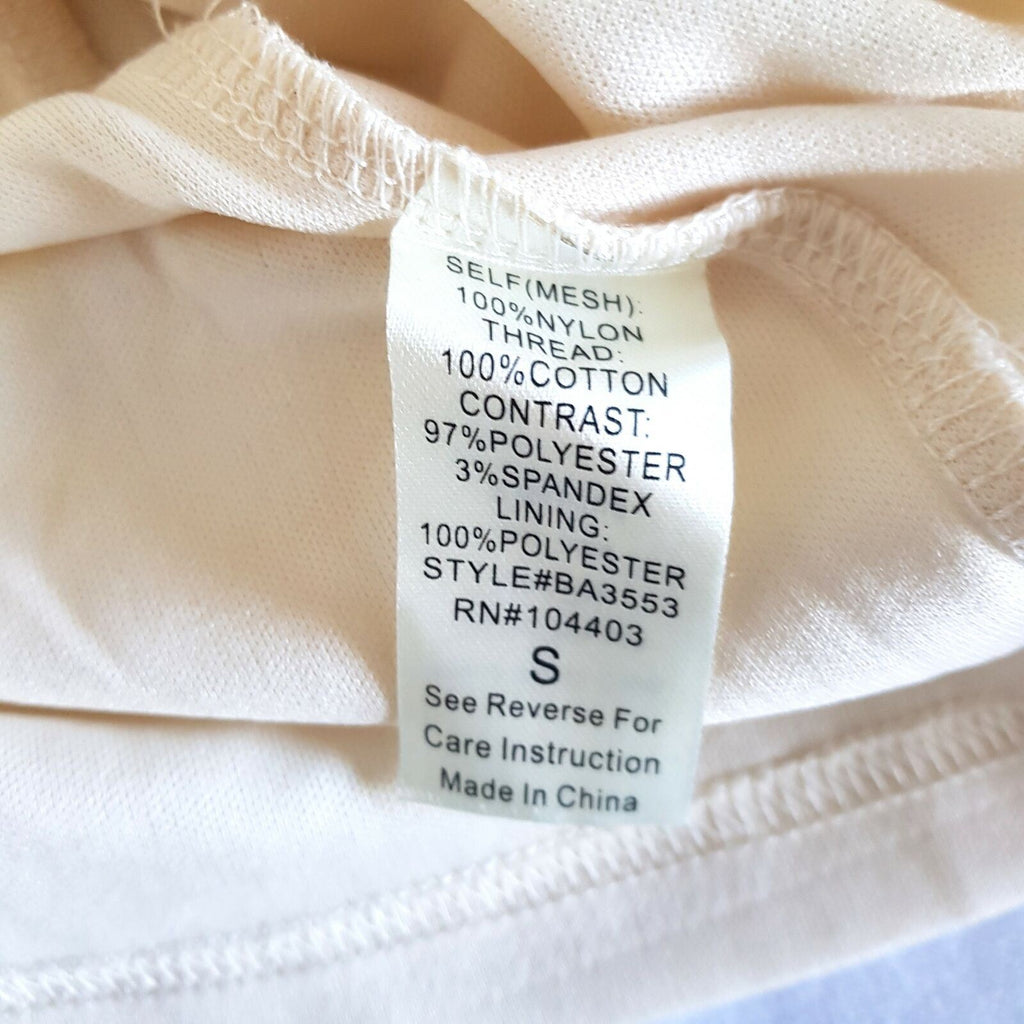 SELF(MESH):
100%NYLON
THREAD:
100%COTTON
CONTRAST:
97%POLYESTER
3%SPANDEX
LINING:
100%POLYESTER
STYLE#BA3553
RN#104403
S
See Reverse For
Care Instruction
Made In China